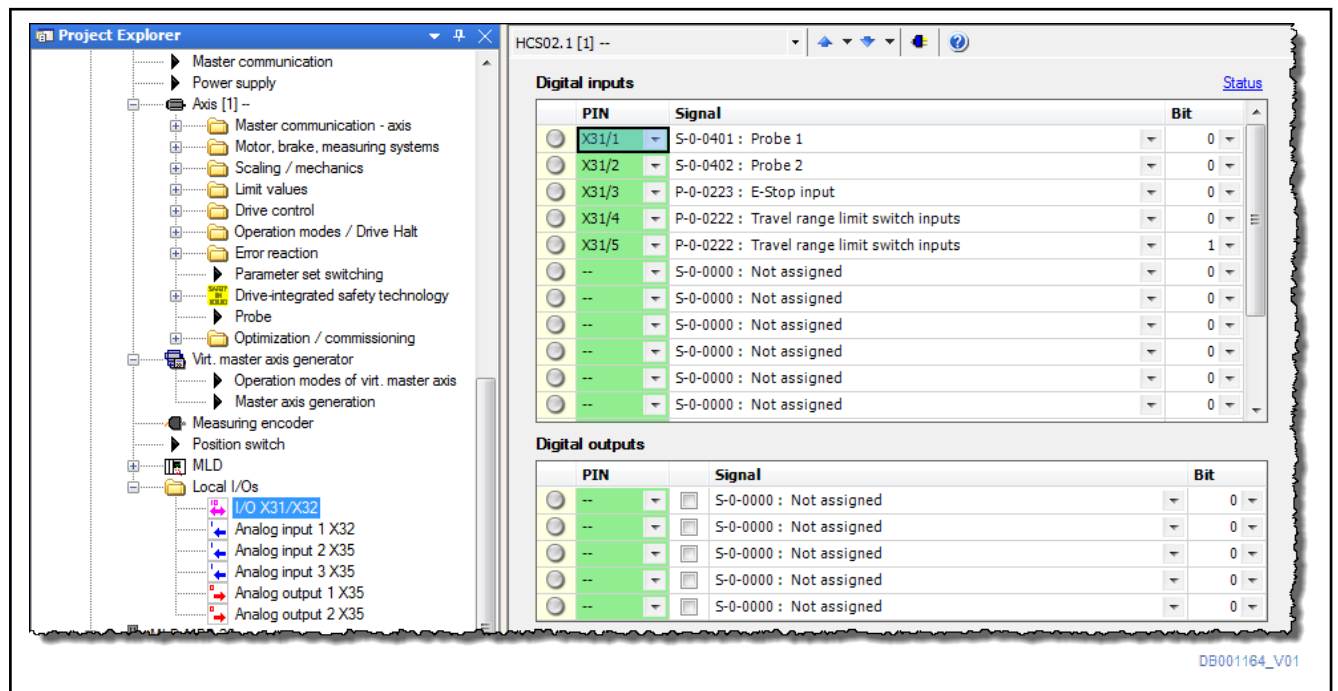 Project Explorer
Master communication
Power supply
Axis [1] --
Master communication - axis
Motor, brake, measuring systems
Scaling / mechanics
Limit values
Drive control
Operation modes / Drive Halt
Error reaction
Parameter set switching
Drive-integrated safety technology
Probe
Optimization / commissioning
Virt. master axis generator
Operation modes of virt. master axis
Master axis generation
Measuring encoder
Position switch
MLD
Local I/Os
I/O X31/X32
Analog input 1 X32
Analog input 2 X35
Analog input 3 X35
Analog output 1 X35
Analog output 2 X35
HCS02.1 [1] --
Digital inputs Status
PIN Signal Bit
X31/1 S-0-0401 : Probe 1 0
X31/2 S-0-0402 : Probe 2 0
X31/3 P-0-0223 : E-Stop input 0
X31/4 P-0-0222 : Travel range limit switch inputs 0
X31/5 P-0-0222 : Travel range limit switch inputs 1
-- S-0-0000 : Not assigned 0
-- S-0-0000 : Not assigned 0
-- S-0-0000 : Not assigned 0
-- S-0-0000 : Not assigned 0
-- S-0-0000 : Not assigned 0
-- S-0-0000 : Not assigned 0
Digital outputs
PIN Signal Bit
-- S-0-0000 : Not assigned 0
-- S-0-0000 : Not assigned 0
-- S-0-0000 : Not assigned 0
-- S-0-0000 : Not assigned 0
-- S-0-0000 : Not assigned 0
DB001164_V01